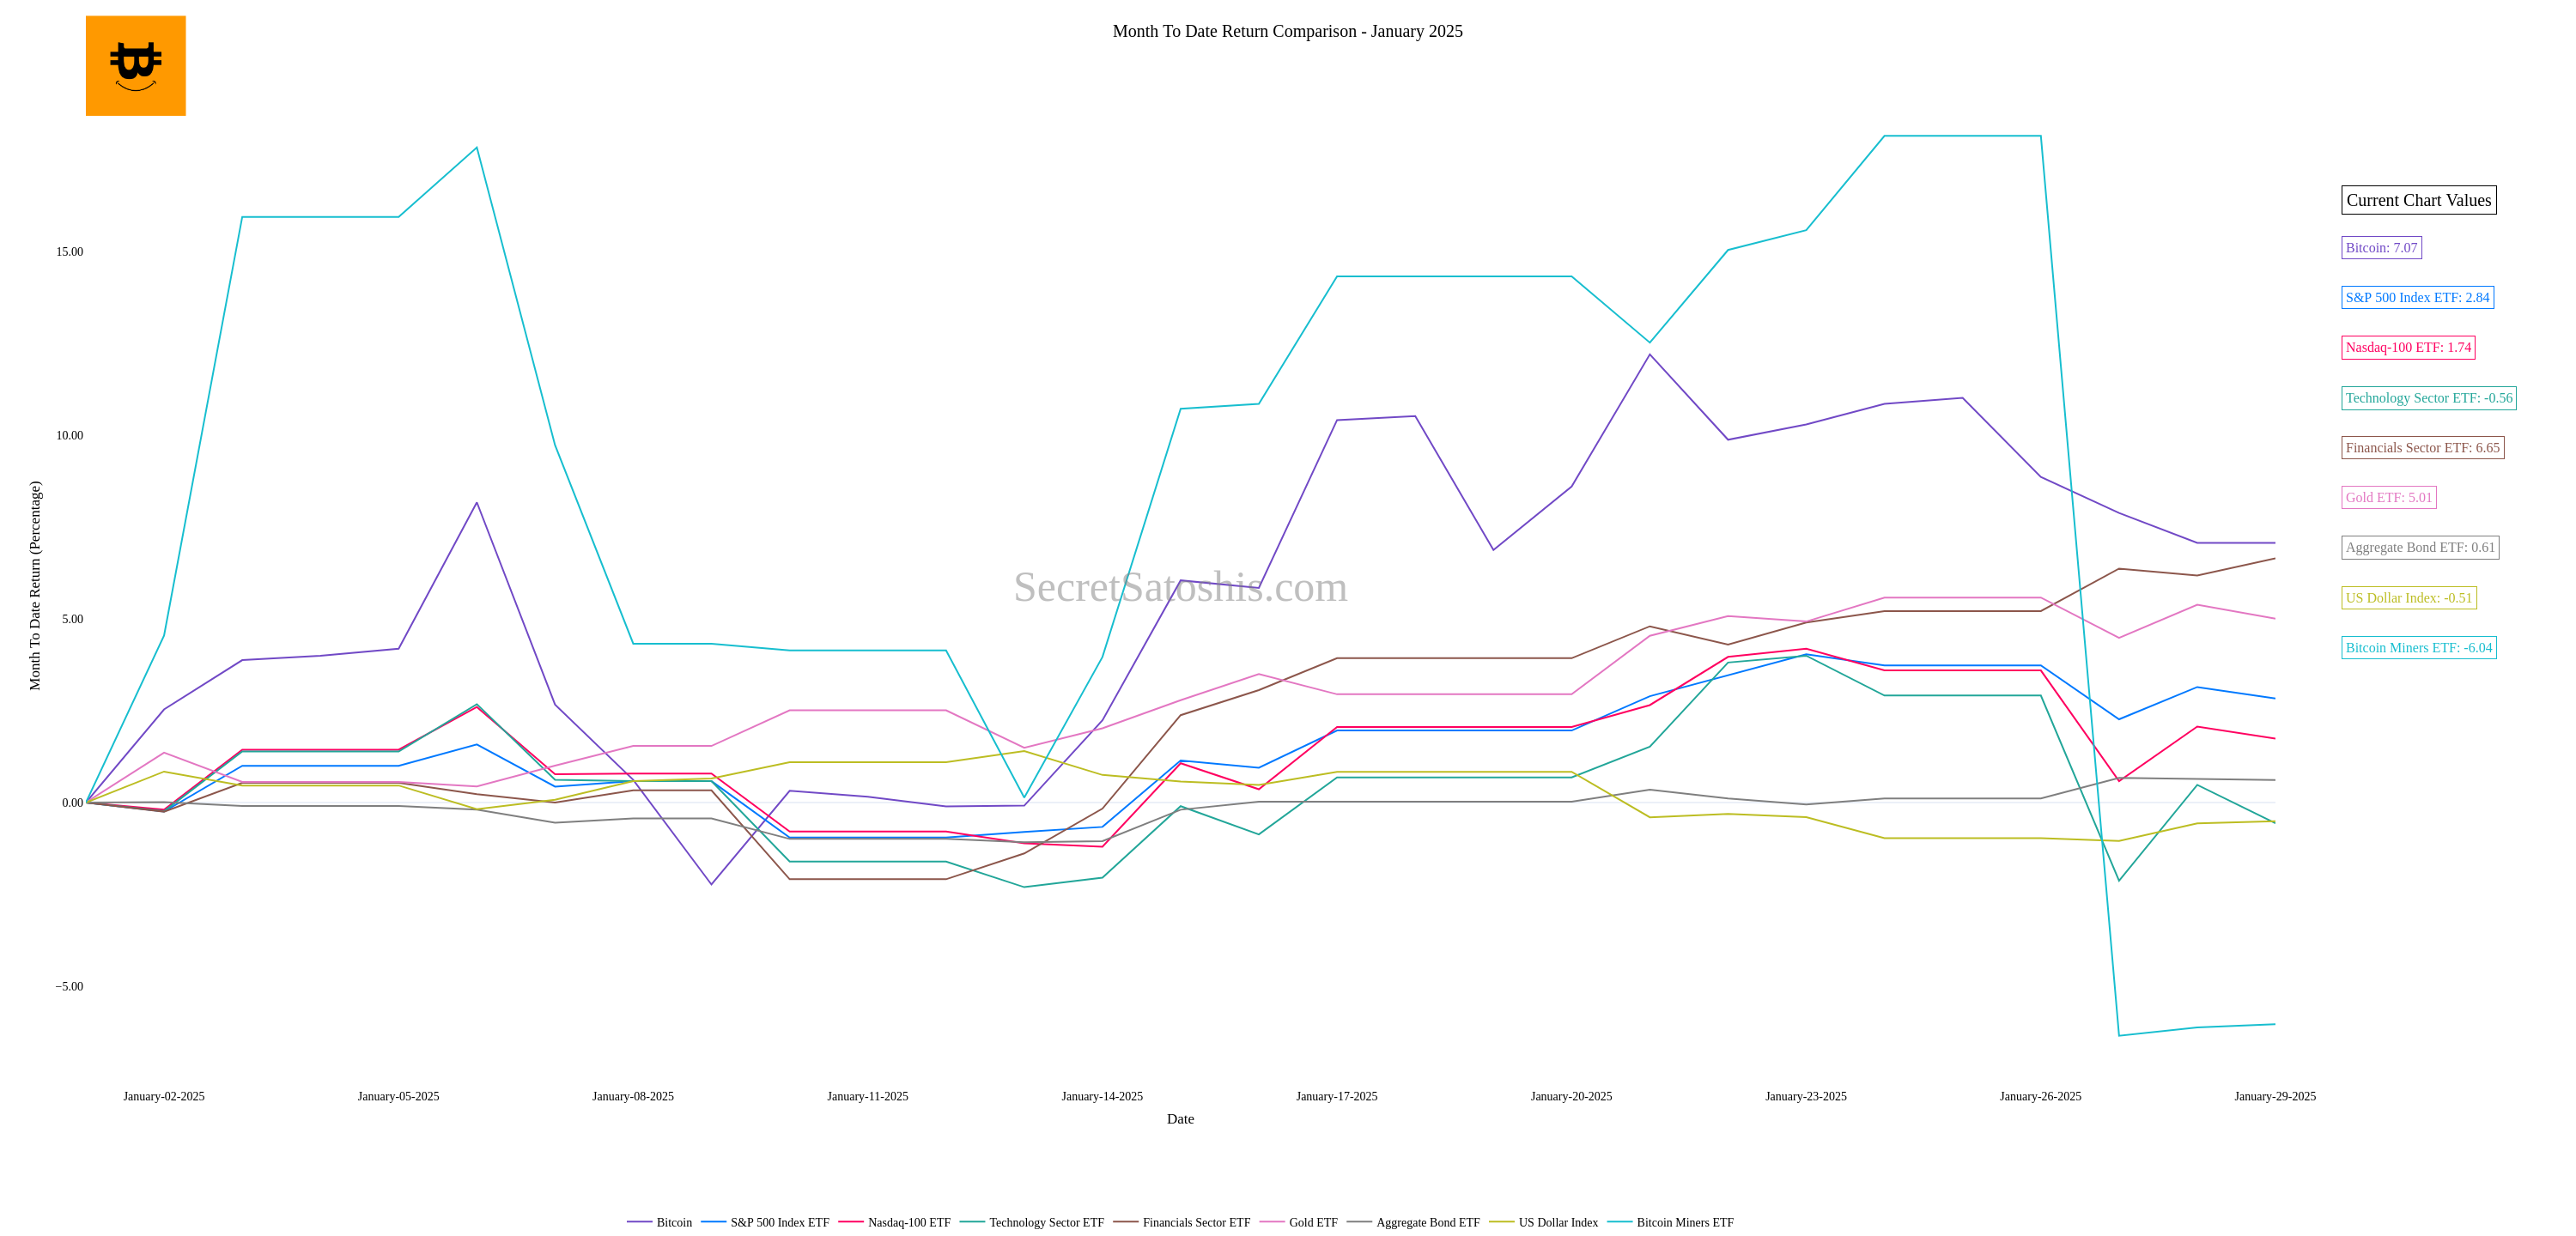 Month To Date Return Comparison - January 2025
Current Chart Values
Bitcoin: 7.07
S&P 500 Index ETF: 2.84
Nasdaq-100 ETF: 1.74
Technology Sector ETF: -0.56
Financials Sector ETF: 6.65
Gold ETF: 5.01
Aggregate Bond ETF: 0.61
US Dollar Index: -0.51
Bitcoin Miners ETF: -6.04
Month To Date Return (Percentage)
15.00
10.00
5.00
0.00
−5.00
SecretSatoshis.com
January-02-2025 January-05-2025 January-08-2025 January-11-2025 January-14-2025 January-17-2025 January-20-2025 January-23-2025 January-26-2025 January-29-2025
Date
Bitcoin S&P 500 Index ETF Nasdaq-100 ETF Technology Sector ETF Financials Sector ETF Gold ETF Aggregate Bond ETF US Dollar Index Bitcoin Miners ETF